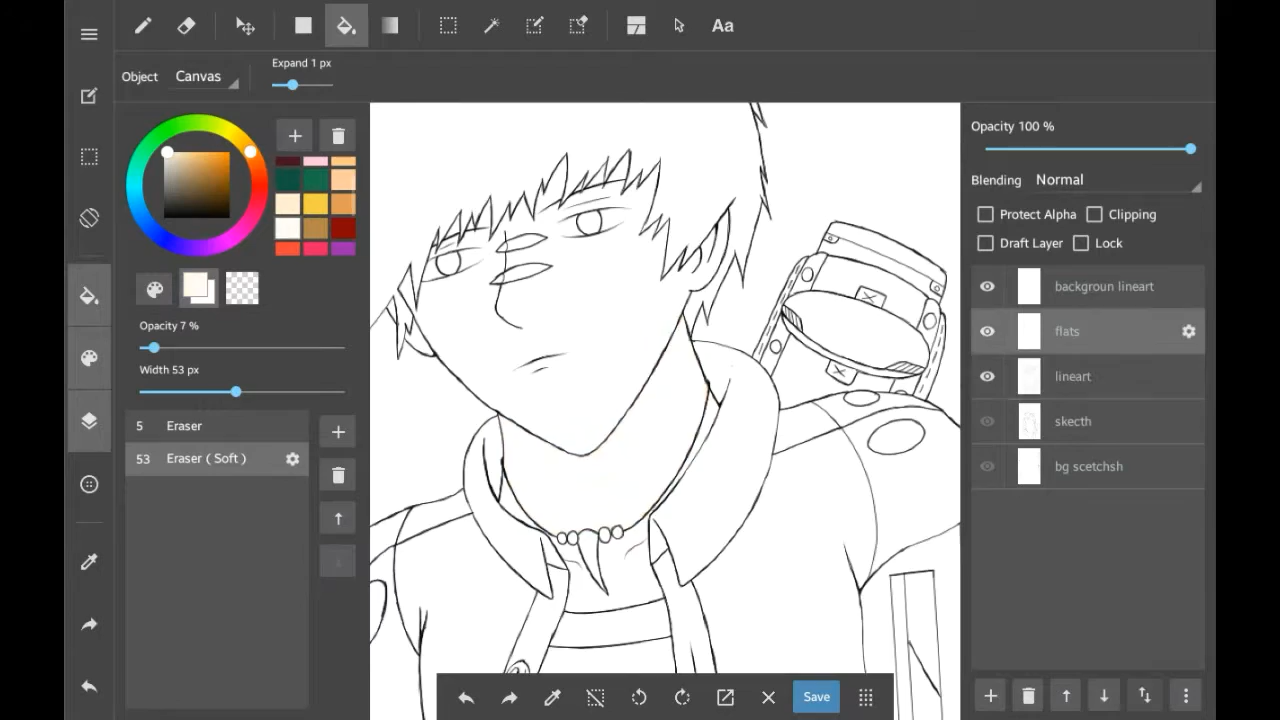 Aa
Object Canvas
Expand 1 px
Opacity 7 %
Width 53 px
5 Eraser
53 Eraser ( Soft )
Opacity 100 %
Blending Normal
Protect Alpha
Clipping
Draft Layer
Lock
backgroun lineart
flats
lineart
skecth
bg scetchsh
Save